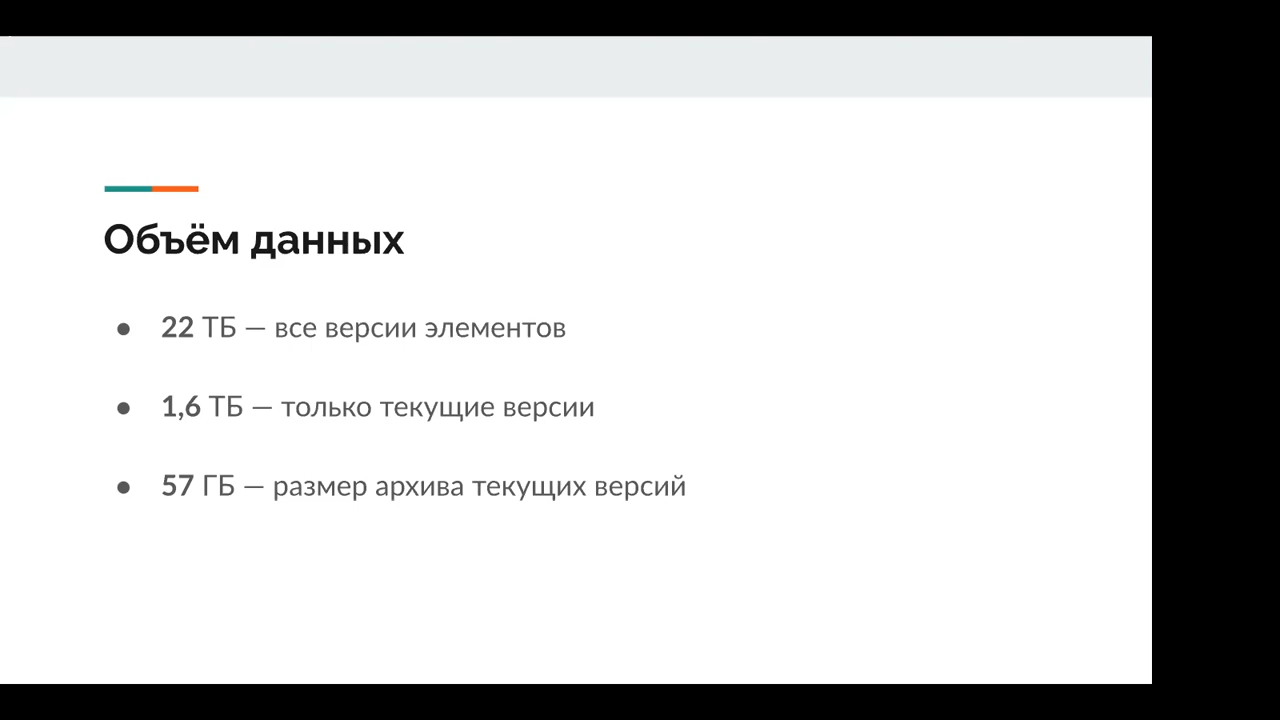 Объём данных
● 22 ТБ — все версии элементов
● 1,6 ТБ — только текущие версии
● 57 ГБ — размер архива текущих версий